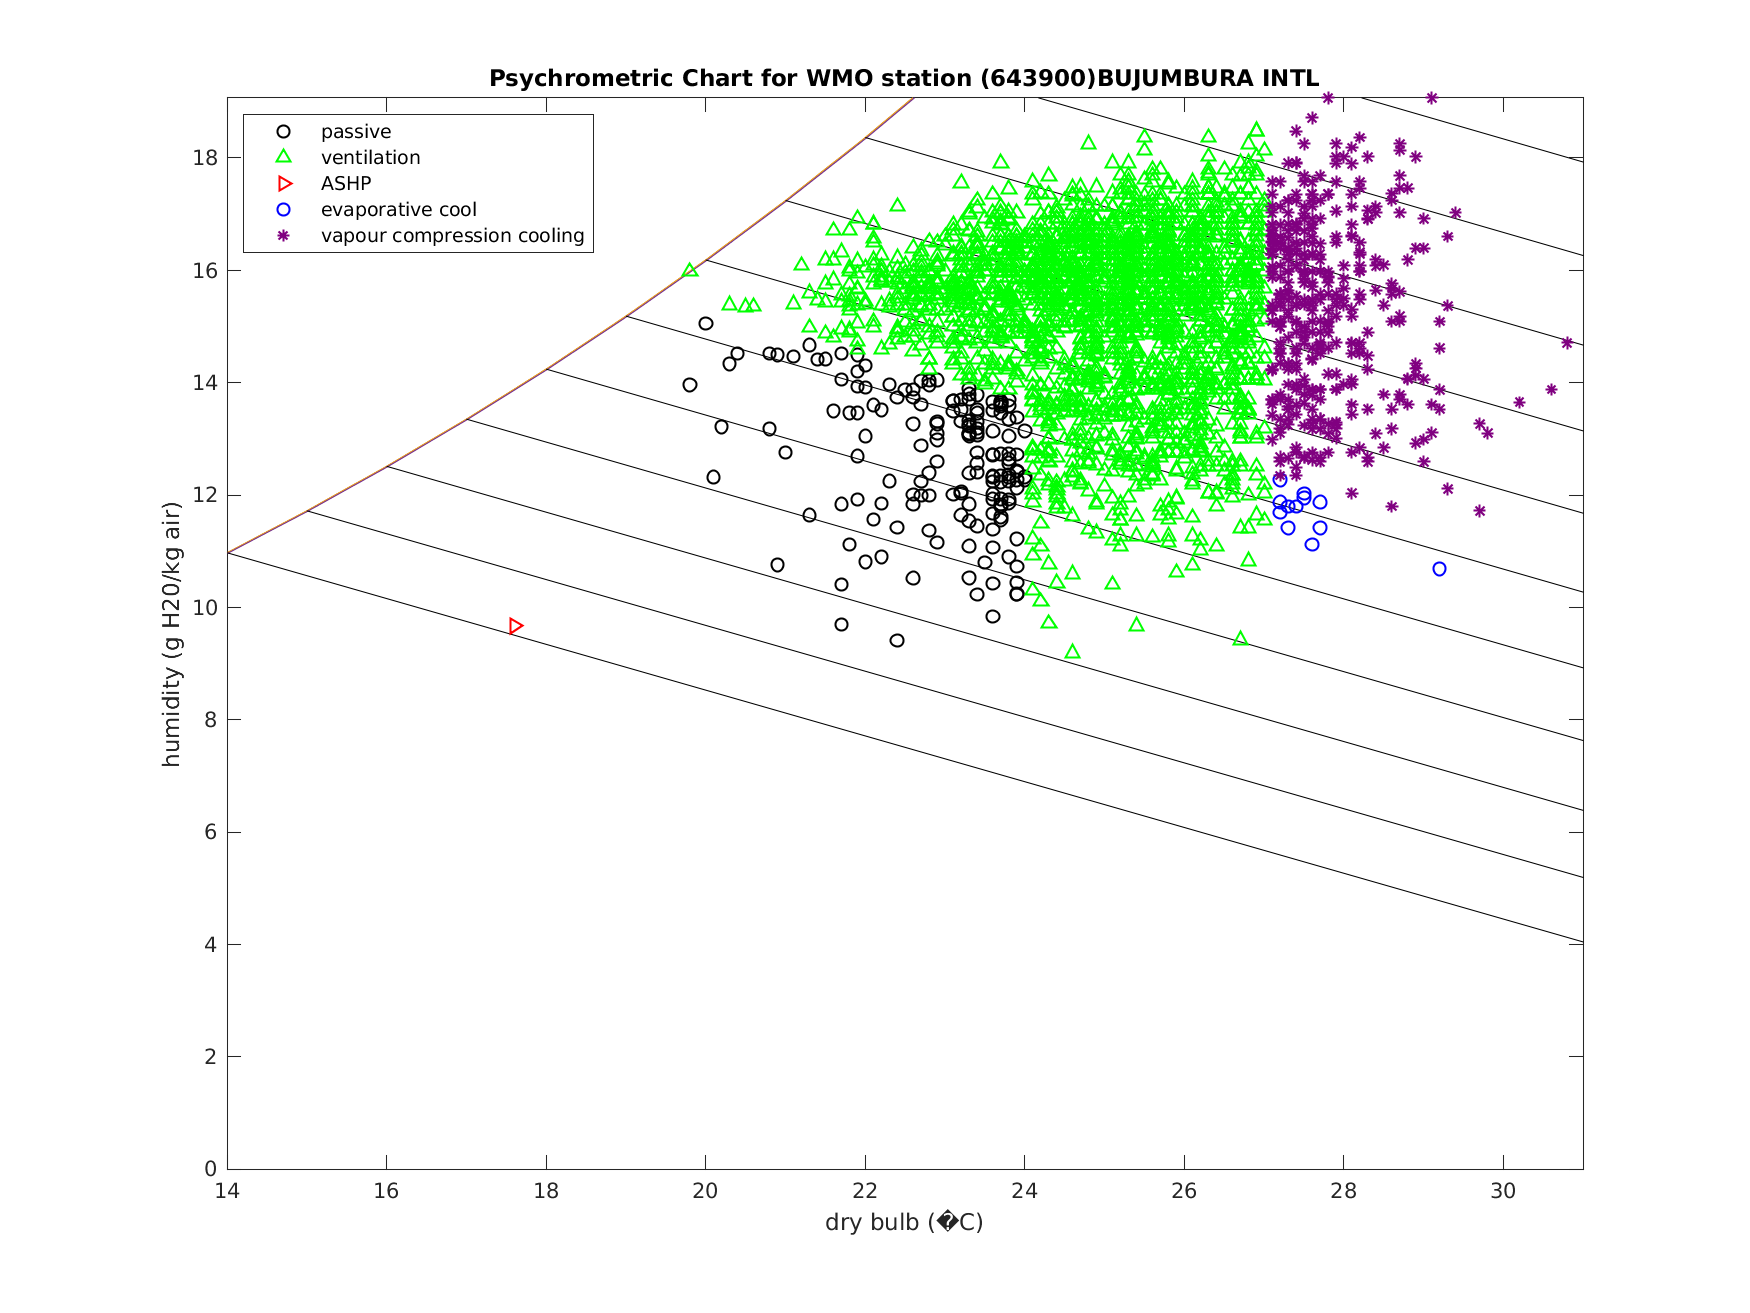 Psychrometric Chart for WMO station (643900)BUJUMBURA INTL
passive
ventilation
ASHP
evaporative cool
vapour compression cooling
humidity (g H20/kg air)
18
16
14
12
10
8
6
4
2
0
14 16 18 20 22 24 26 28 30
dry bulb (�C)